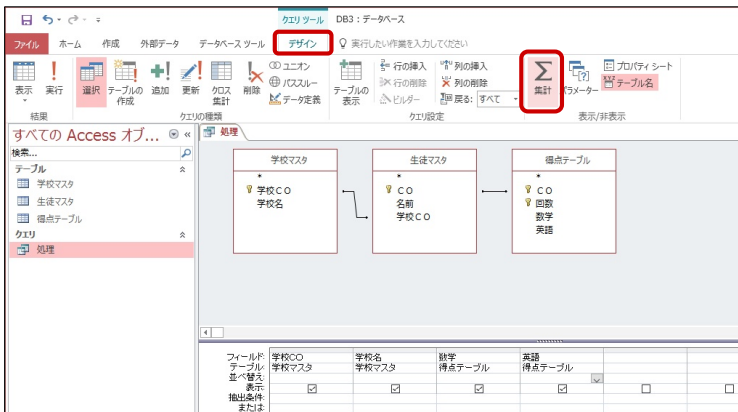 クエリ ツール DB3：データベース
ファイル ホーム 作成 外部データ データベース ツール デザイン 実行したい作業を入力してください
表示 実行 選択 テーブルの作成 追加 更新 クロス集計 削除 ユニオン パススルー データ定義
テーブルの表示 行の挿入 行の削除 ビルダー 列の挿入 列の削除 戻る: すべて
集計 パラメーター プロパティ シート テーブル名
結果 クエリの種類 クエリ設定 表示/非表示
すべての Access オブ... «
検索...
テーブル
学校マスタ
生徒マスタ
得点テーブル
クエリ
処理
処理
学校マスタ
*
学校CO
学校名
生徒マスタ
*
CO
名前
学校CO
得点テーブル
*
CO
回数
数学
英語
フィールド: 学校CO 学校名 数学 英語
テーブル: 学校マスタ 学校マスタ 得点テーブル 得点テーブル
並べ替え:
表示:
抽出条件:
または: